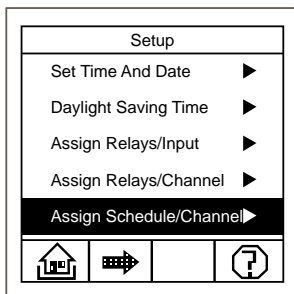 Setup
Set Time And Date
Daylight Saving Time
Assign Relays/Input
Assign Relays/Channel
Assign Schedule/Channel
?